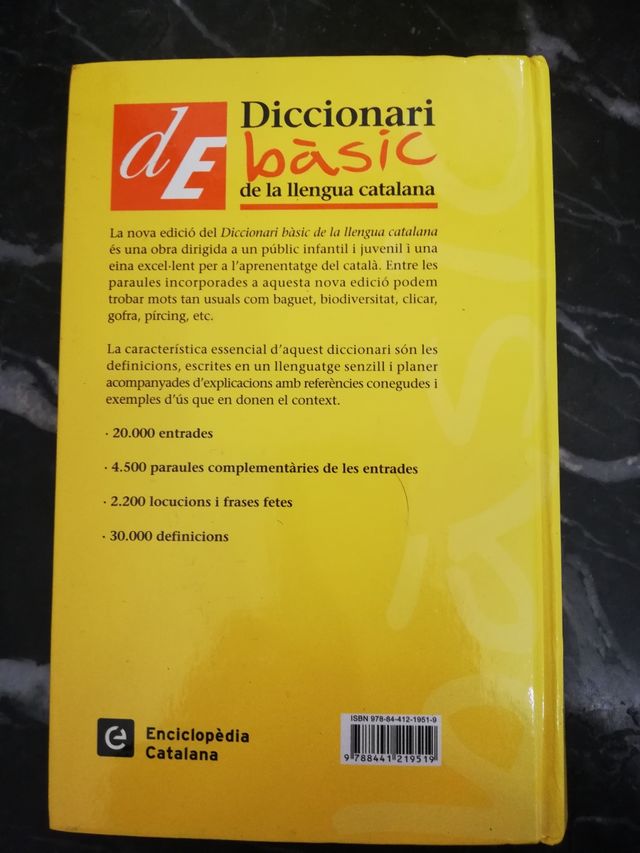 dE
Diccionari
bàsic
de la llengua catalana
La nova edició del Diccionari bàsic de la llengua catalana
és una obra dirigida a un públic infantil i juvenil i una
eina excel·lent per a l'aprenentatge del català. Entre les
paraules incorporades a aquesta nova edició podem
trobar mots tan usuals com baguet, biodiversitat, clicar,
gofra, pírcing, etc.
La característica essencial d'aquest diccionari són les
definicions, escrites en un llenguatge senzill i planer
acompanyades d'explicacions amb referències conegudes i
exemples d'ús que en donen el context.
· 20.000 entrades
· 4.500 paraules complementàries de les entrades
· 2.200 locucions i frases fetes
· 30.000 definicions
Enciclopèdia
Catalana
ISBN 978-84-412-1951-9
9 788441 219519
bàsic